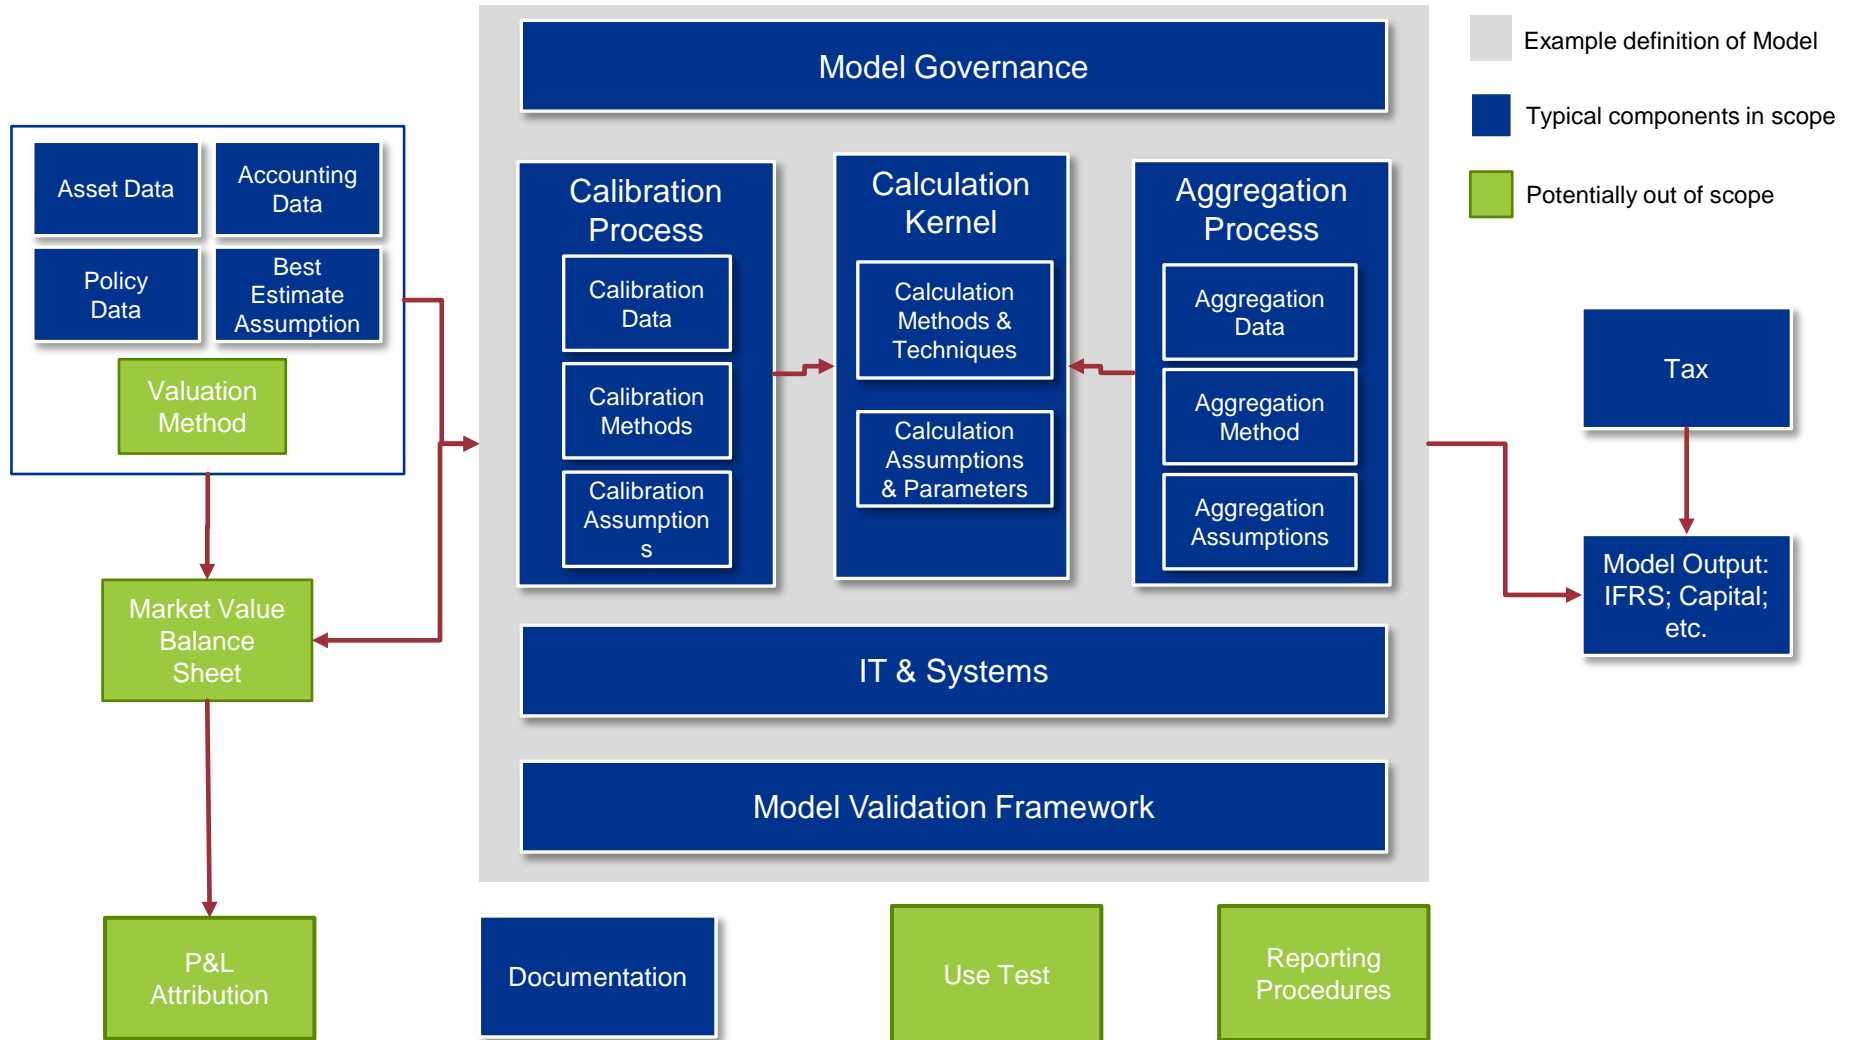 Model Governance
Example definition of Model
Typical components in scope
Potentially out of scope
Asset Data
Accounting
Data
Policy
Data
Best
Estimate
Assumption
Valuation
Method
Market Value
Balance
Sheet
P&L
Attribution
Calibration
Process
Calibration
Data
Calibration
Methods
Calibration
Assumption
s
Calculation
Kernel
Calculation
Methods &
Techniques
Calculation
Assumptions
& Parameters
Aggregation
Process
Aggregation
Data
Aggregation
Method
Aggregation
Assumptions
Tax
Model Output:
IFRS; Capital;
etc.
IT & Systems
Model Validation Framework
Documentation
Use Test
Reporting
Procedures